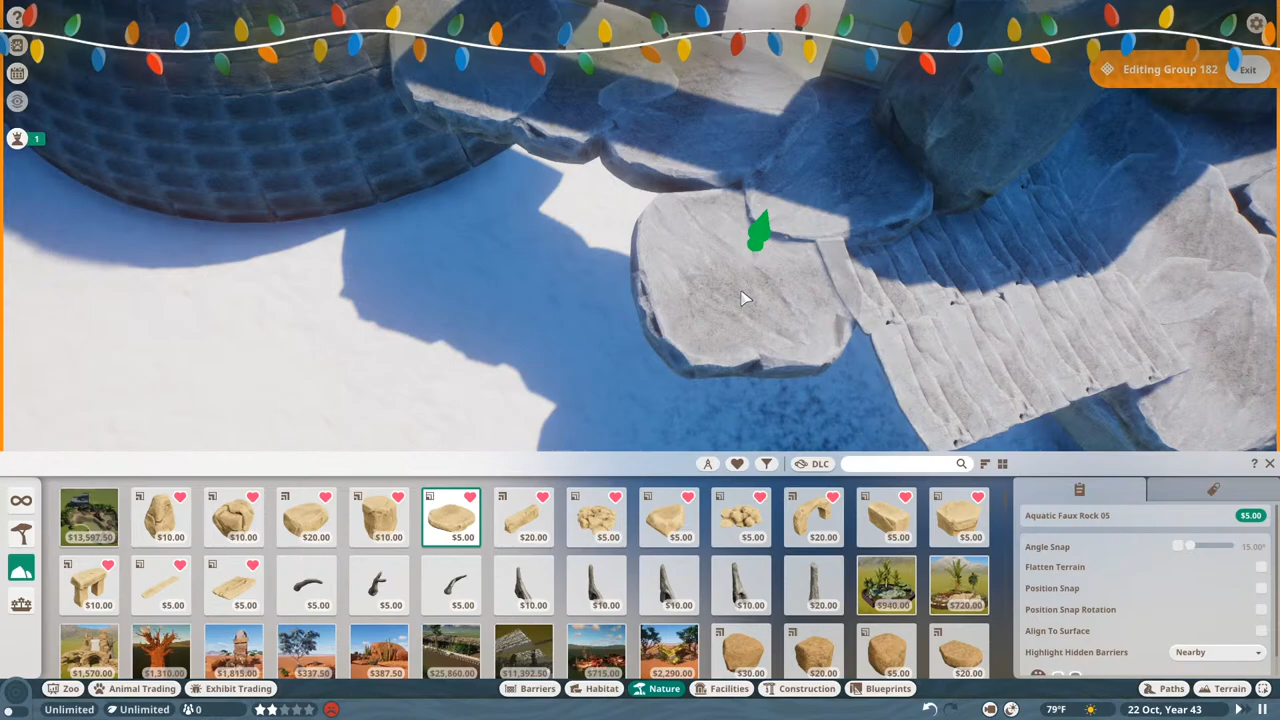 ?
Editing Group 182
Exit
1
DLC
?
$13,597.50
$10.00
$10.00
$20.00
$10.00
$5.00
$20.00
$5.00
$5.00
$5.00
$20.00
$5.00
$5.00
Aquatic Faux Rock 05
$5.00
Angle Snap
15.00°
Flatten Terrain
Position Snap
Position Snap Rotation
Align To Surface
Highlight Hidden Barriers
Nearby
$10.00
$5.00
$5.00
$5.00
$5.00
$5.00
$10.00
$10.00
$10.00
$10.00
$20.00
$940.00
$720.00
$1,570.00
$1,310.00
$1,815.00
$337.50
$387.50
$25,860.00
$11,392.50
$715.00
$2,290.00
$30.00
$20.00
$5.00
$20.00
Zoo
Animal Trading
Exhibit Trading
Barriers
Habitat
Nature
Facilities
Construction
Blueprints
Paths
Terrain
Unlimited
Unlimited
0
79°F
22 Oct, Year 43